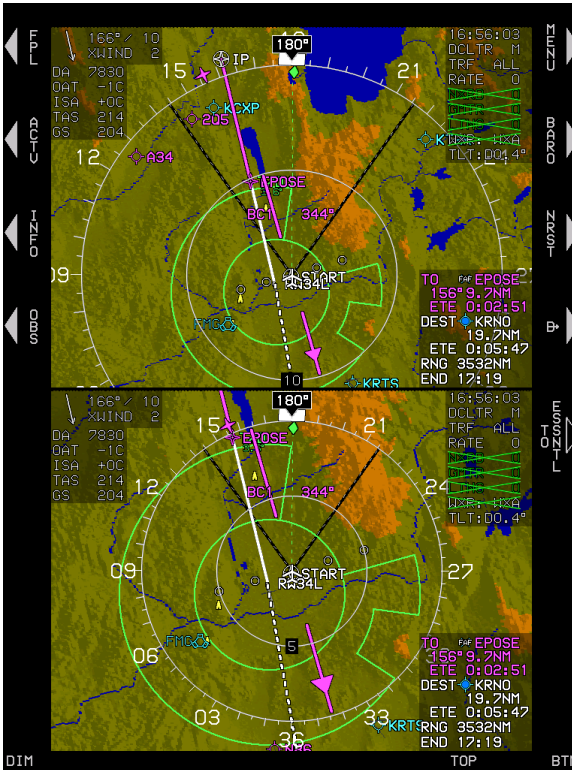 FPL
ACTV
INFO
OBS
MENU
BARO
NRST
166°/ 10
XWIND 2
DA 7830
OAT -1C
ISA +0C
TAS 214
GS 204
16:56:03
DCLTR M
TRF ALL
RATE 0
TLT:D0.4°
180°
IP
15
21
12
09
KCXP
2Q5
A34
EPOSE
BC1 344°
START
RW34L
FMG
KRTS
10
TO FAF EPOSE
156°9.7NM
ETE 0:02:51
DEST KRNO
19.7NM
ETE 0:05:47
RNG 3532NM
END 17:19
166°/ 10
XWIND 2
DA 7830
OAT -1C
ISA +0C
TAS 214
GS 204
16:56:03
DCLTR M
TRF ALL
RATE 0
TLT:D0.4°
180°
15
21
24
12
09
27
06
03
36
33
EPOSE
BC1 344°
START
RW34L
FMG
KRTS
5
TO FAF EPOSE
156°9.7NM
ETE 0:02:51
DEST KRNO
19.7NM
ETE 0:05:47
RNG 3532NM
END 17:19
DIM
TOP